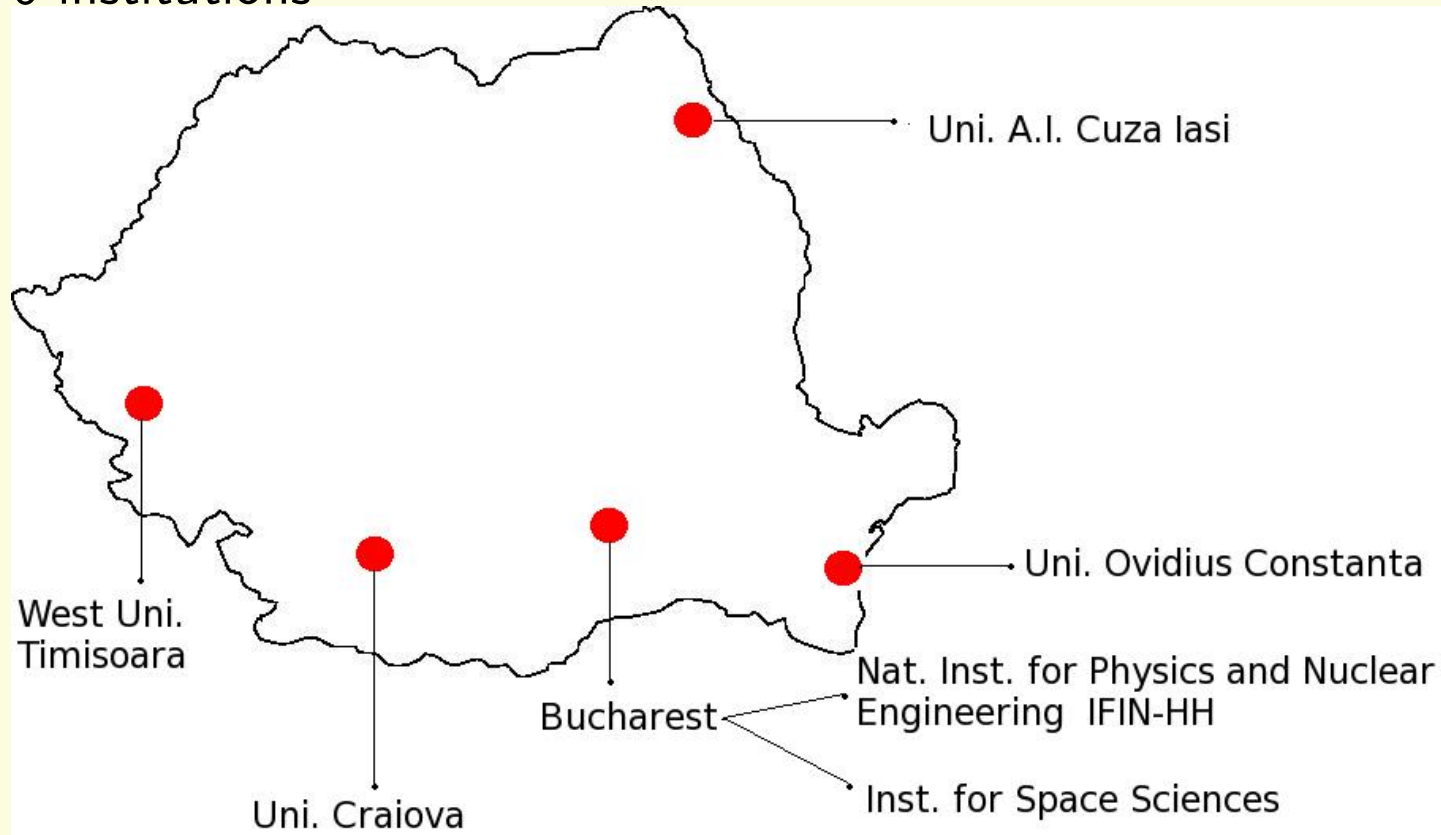 institutions
Uni. A.I. Cuza Iasi
Uni. Ovidius Constanta
West Uni.
Timisoara
Nat. Inst. for Physics and Nuclear
Engineering IFIN-HH
Bucharest
Inst. for Space Sciences
Uni. Craiova